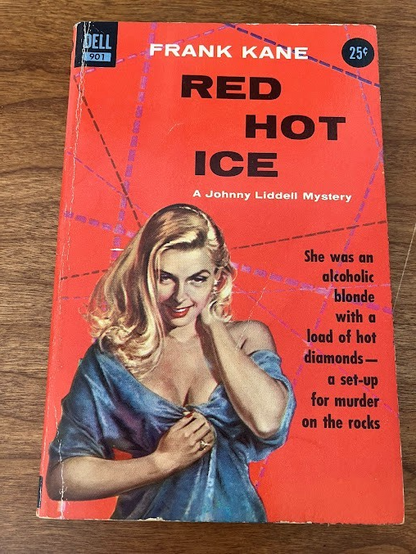 DELL
901
FRANK KANE
25¢
RED
HOT
ICE
A Johnny Liddell Mystery
She was an
alcoholic
blonde
with a
load of hot
diamonds—
a set-up
for murder
on the rocks